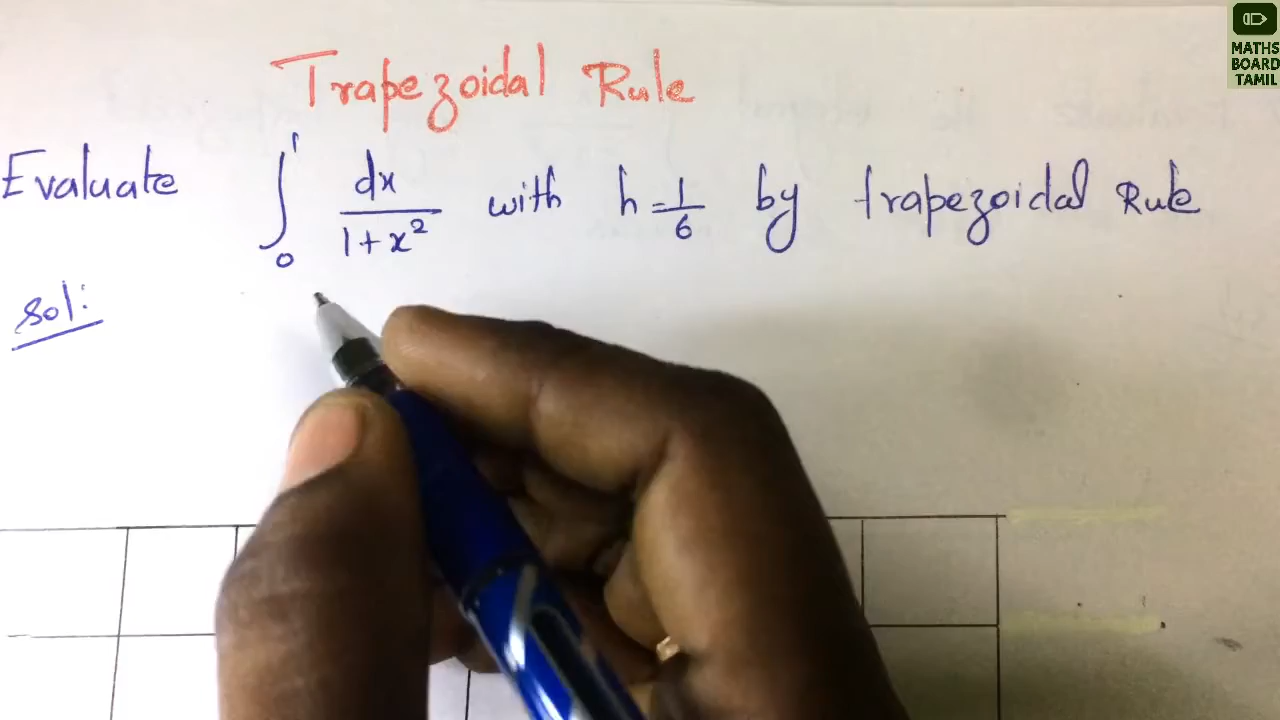 MATHS
BOARD
TAMIL
Trapezoidal Rule
Evaluate ∫₀¹ dx/(1+x²) with h = 1/6 by trapezoidal Rule
sol: